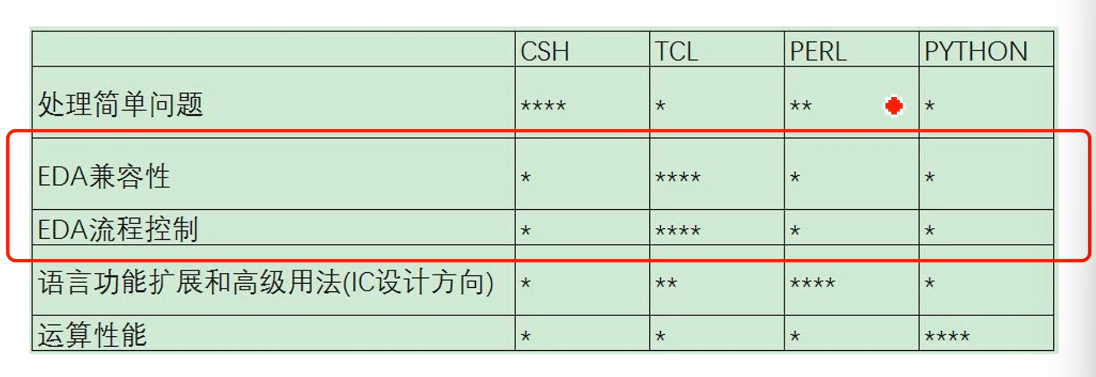 CSH TCL PERL PYTHON
处理简单问题 **** * ** *
EDA兼容性 * **** * *
EDA流程控制 * **** * *
语言功能扩展和高级用法(IC设计方向) * ** **** *
运算性能 * * * ****